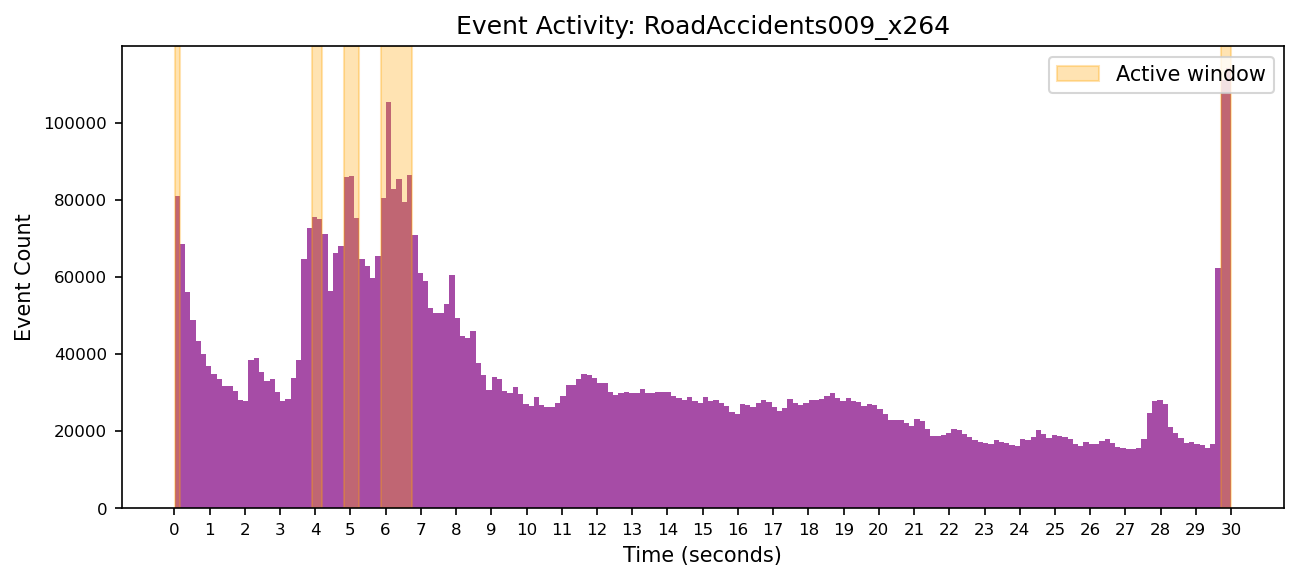 Event Activity: RoadAccidents009_x264
Active window
Event Count
100000
80000
60000
40000
20000
0
0 1 2 3 4 5 6 7 8 9 10 11 12 13 14 15 16 17 18 19 20 21 22 23 24 25 26 27 28 29 30
Time (seconds)